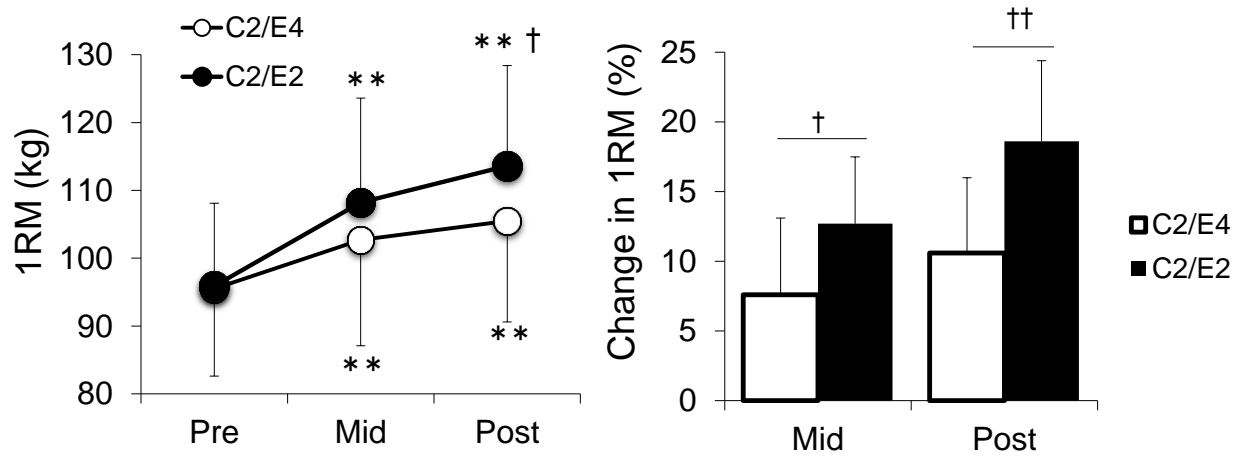 C2/E4
C2/E2
1RM (kg)
130
120
110
100
90
80
** **†
** **
Pre Mid Post
Change in 1RM (%)
25
20
15
10
5
0
† ††
Mid Post
C2/E4
C2/E2